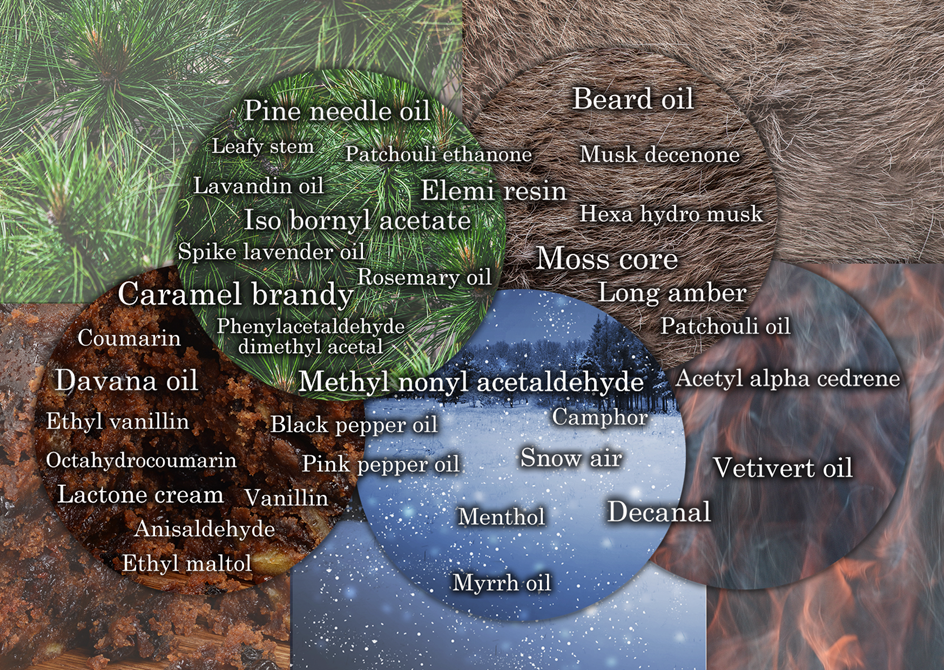 Pine needle oil
Beard oil
Leafy stem
Patchouli ethanone
Musk decenone
Lavandin oil
Elemi resin
Iso bornyl acetate
Hexa hydro musk
Spike lavender oil
Moss core
Rosemary oil
Caramel brandy
Long amber
Phenylacetaldehyde
dimethyl acetal
Patchouli oil
Coumarin
Davana oil
Methyl nonyl acetaldehyde
Acetyl alpha cedrene
Ethyl vanillin
Black pepper oil
Camphor
Octahydrocoumarin
Pink pepper oil
Snow air
Vetivert oil
Lactone cream
Vanillin
Menthol
Decanal
Anisaldehyde
Ethyl maltol
Myrrh oil